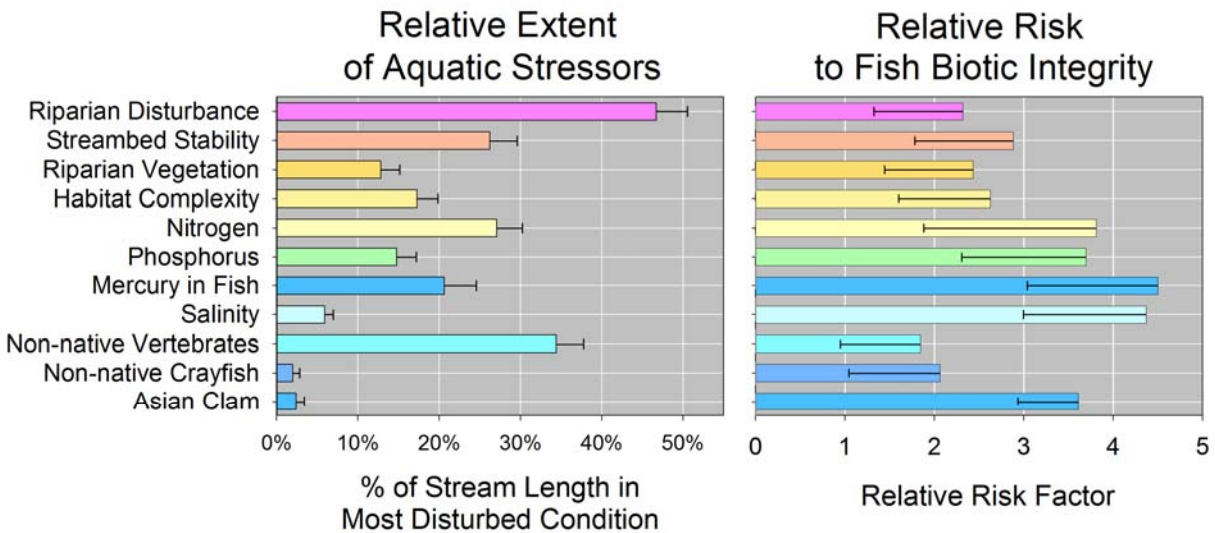 Relative Extent
of Aquatic Stressors
Relative Risk
to Fish Biotic Integrity
Riparian Disturbance
Streambed Stability
Riparian Vegetation
Habitat Complexity
Nitrogen
Phosphorus
Mercury in Fish
Salinity
Non-native Vertebrates
Non-native Crayfish
Asian Clam
0% 10% 20% 30% 40% 50%
0 1 2 3 4 5
% of Stream Length in
Most Disturbed Condition
Relative Risk Factor